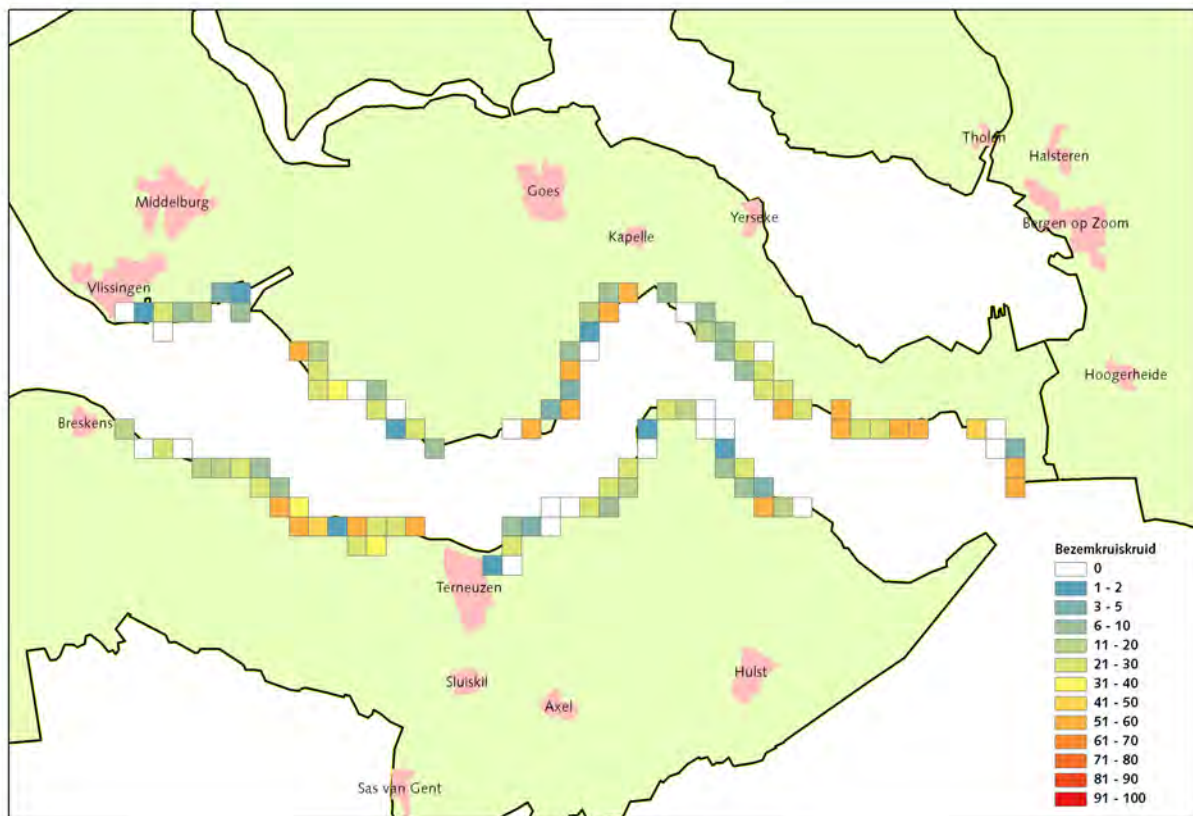 Tholen
Halsteren
Goes
Middelburg
Yerseke
Bergen op Zoom
Kapelle
Vlissingen
Hoogerheide
Breskens
Terneuzen
Sluiskil
Hulst
Axel
Sas van Gent
Bezemkruiskruid
0
1 - 2
3 - 5
6 - 10
11 - 20
21 - 30
31 - 40
41 - 50
51 - 60
61 - 70
71 - 80
81 - 90
91 - 100